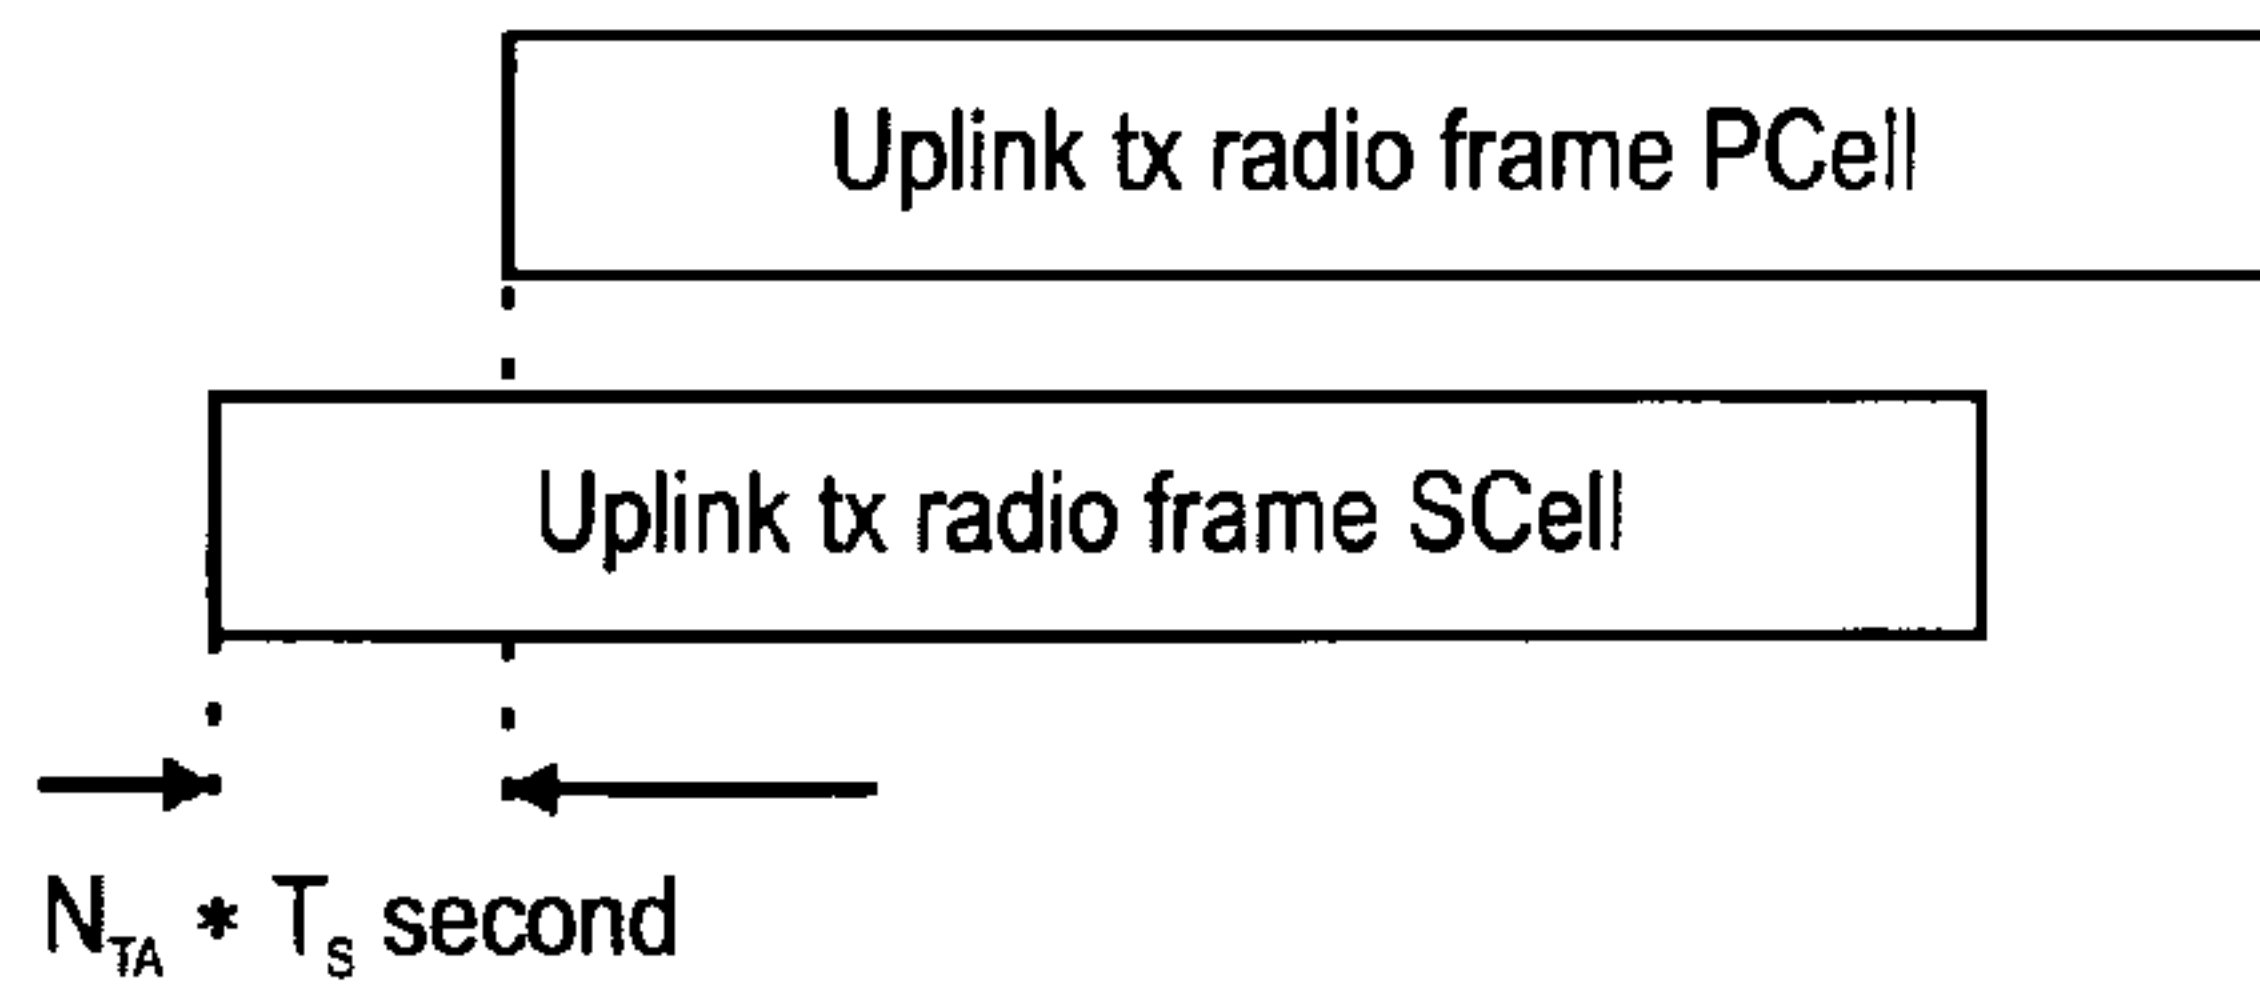 Uplink tx radio frame PCell
Uplink tx radio frame SCell
N_TA * T_S second